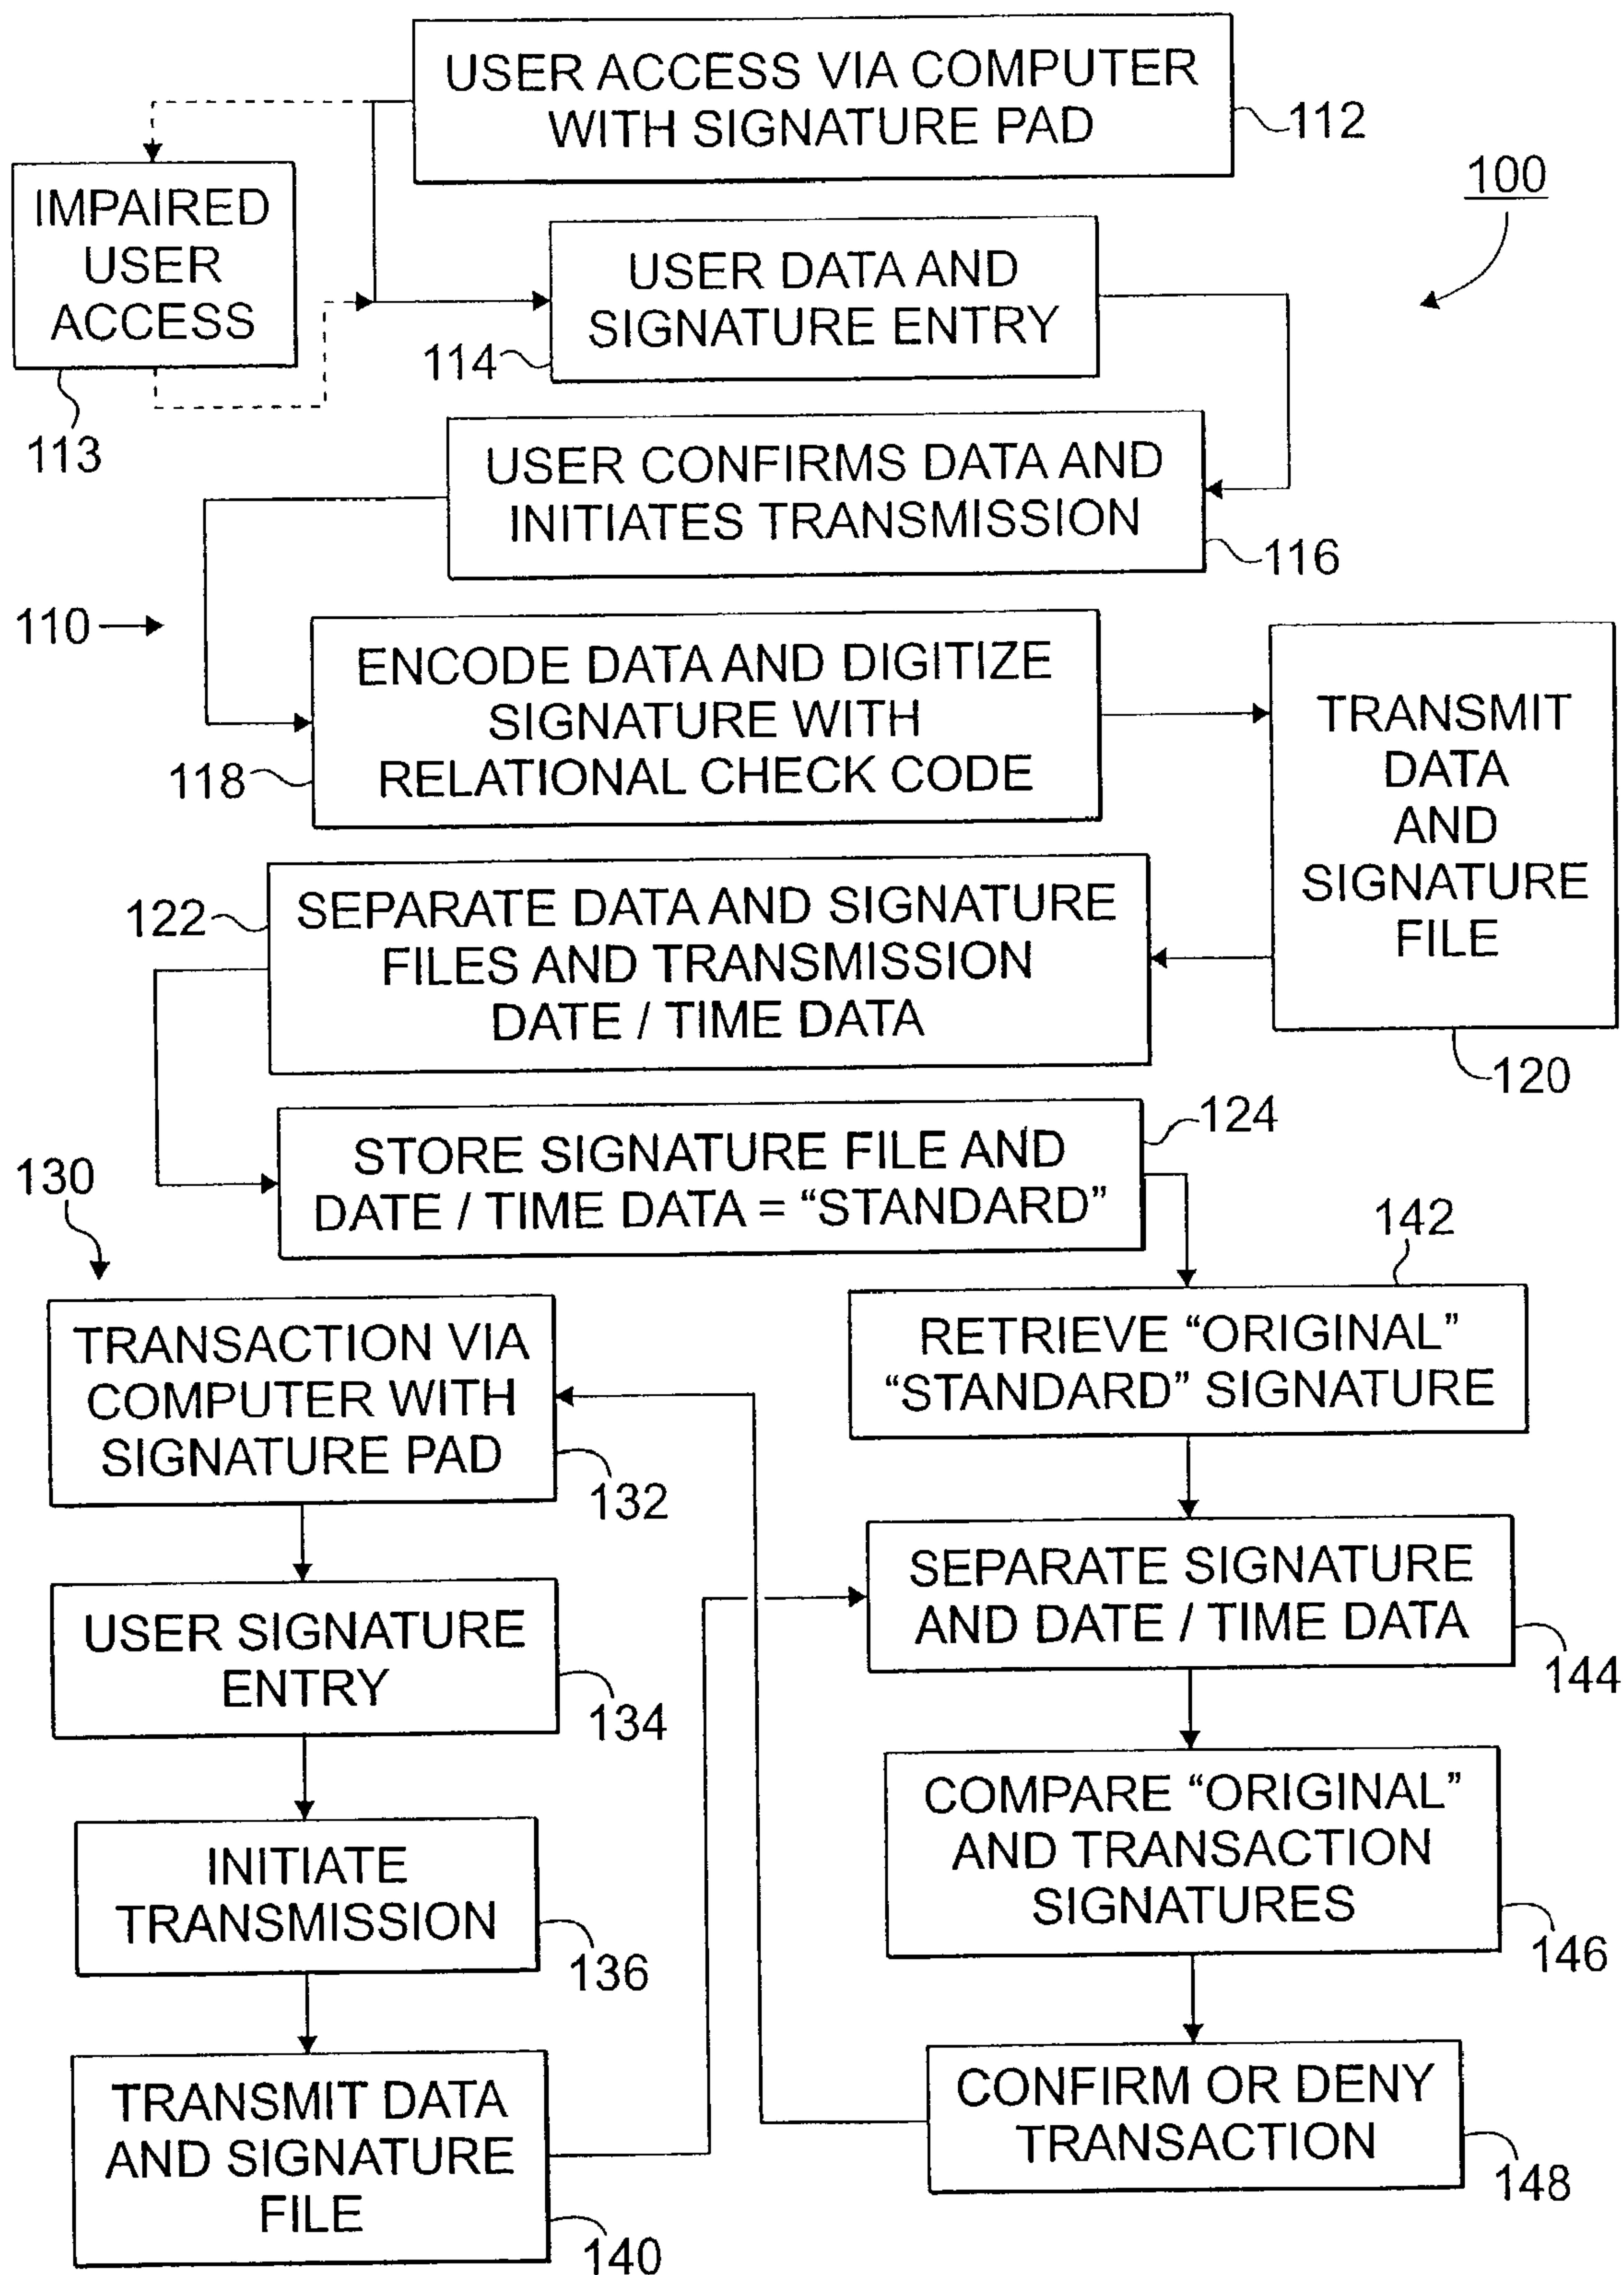 USER ACCESS VIA COMPUTER
WITH SIGNATURE PAD
112
100
IMPAIRED
USER
ACCESS
113
USER DATA AND
SIGNATURE ENTRY
114
USER CONFIRMS DATA AND
INITIATES TRANSMISSION
116
110
ENCODE DATA AND DIGITIZE
SIGNATURE WITH
RELATIONAL CHECK CODE
118
TRANSMIT
DATA
AND
SIGNATURE
FILE
120
122
SEPARATE DATA AND SIGNATURE
FILES AND TRANSMISSION
DATE / TIME DATA
124
STORE SIGNATURE FILE AND
DATE / TIME DATA = “STANDARD”
130
TRANSACTION VIA
COMPUTER WITH
SIGNATURE PAD
132
USER SIGNATURE
ENTRY
134
INITIATE
TRANSMISSION
136
TRANSMIT DATA
AND SIGNATURE
FILE
140
142
RETRIEVE “ORIGINAL”
“STANDARD” SIGNATURE
SEPARATE SIGNATURE
AND DATE / TIME DATA
144
COMPARE “ORIGINAL”
AND TRANSACTION
SIGNATURES
146
CONFIRM OR DENY
TRANSACTION
148